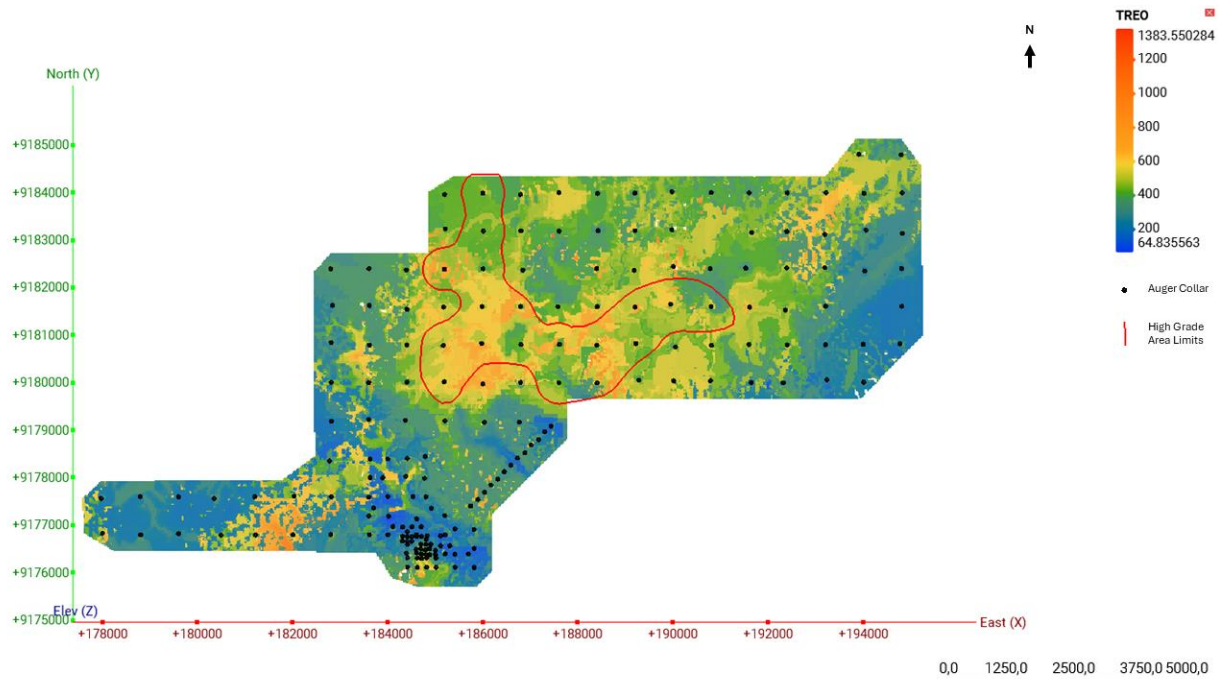 TREO
1383.550284
1200
1000
800
600
400
200
64.835563
N
Auger Collar
High Grade
Area Limits
North (Y)
+9185000
+9184000
+9183000
+9182000
+9181000
+9180000
+9179000
+9178000
+9177000
+9176000
+9175000
Elev (Z)
+178000 +180000 +182000 +184000 +186000 +188000 +190000 +192000 +194000
East (X)
0,0 1250,0 2500,0 3750,0 5000,0